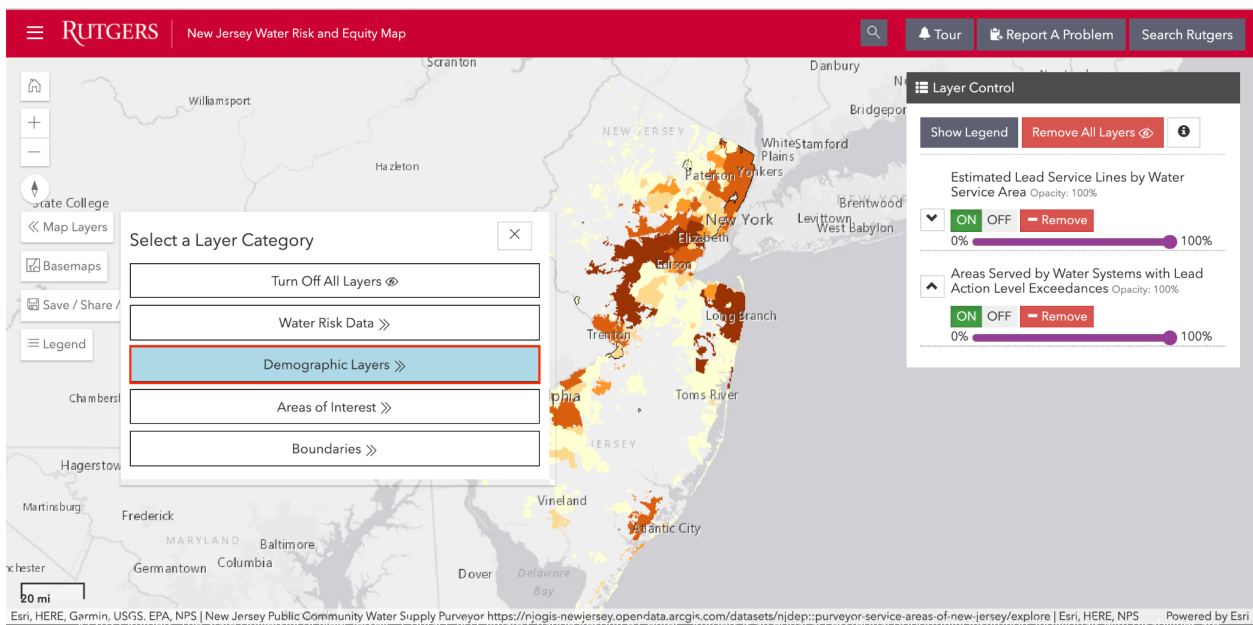 RUTGERS
New Jersey Water Risk and Equity Map
Tour
Report A Problem
Search Rutgers
Scranton
Danbury
Williamsport
Bridgepor
NEW JERSEY
White
Plains
Stamford
Hazleton
Paterson
Yonkers
State College
Brentwood
New York
Levittown
West Babylon
Elizabeth
Edison
Long Branch
Trenton
phia
Toms River
Chambersl
JERSEY
Hagerstow
Vineland
Martinsburg
Frederick
Atlantic City
MARYLAND
Baltimore
Columbia
nchester
Germantown
Dover
Delaware
Bay
Map Layers
Basemaps
Save / Share /
Legend
Select a Layer Category
Turn Off All Layers
Water Risk Data
Demographic Layers
Areas of Interest
Boundaries
Layer Control
Show Legend
Remove All Layers
Estimated Lead Service Lines by Water
Service Area Opacity: 100%
ON OFF Remove
0% 100%
Areas Served by Water Systems with Lead
Action Level Exceedances Opacity: 100%
ON OFF Remove
0% 100%
20 mi
Esri, HERE, Garmin, USGS, EPA, NPS | New Jersey Public Community Water Supply Purveyor https://njogis-newjersey.opendata.arcgis.com/datasets/njdep::purveyor-service-areas-of-new-jersey/explore | Esri, HERE, NPS
Powered by Esri